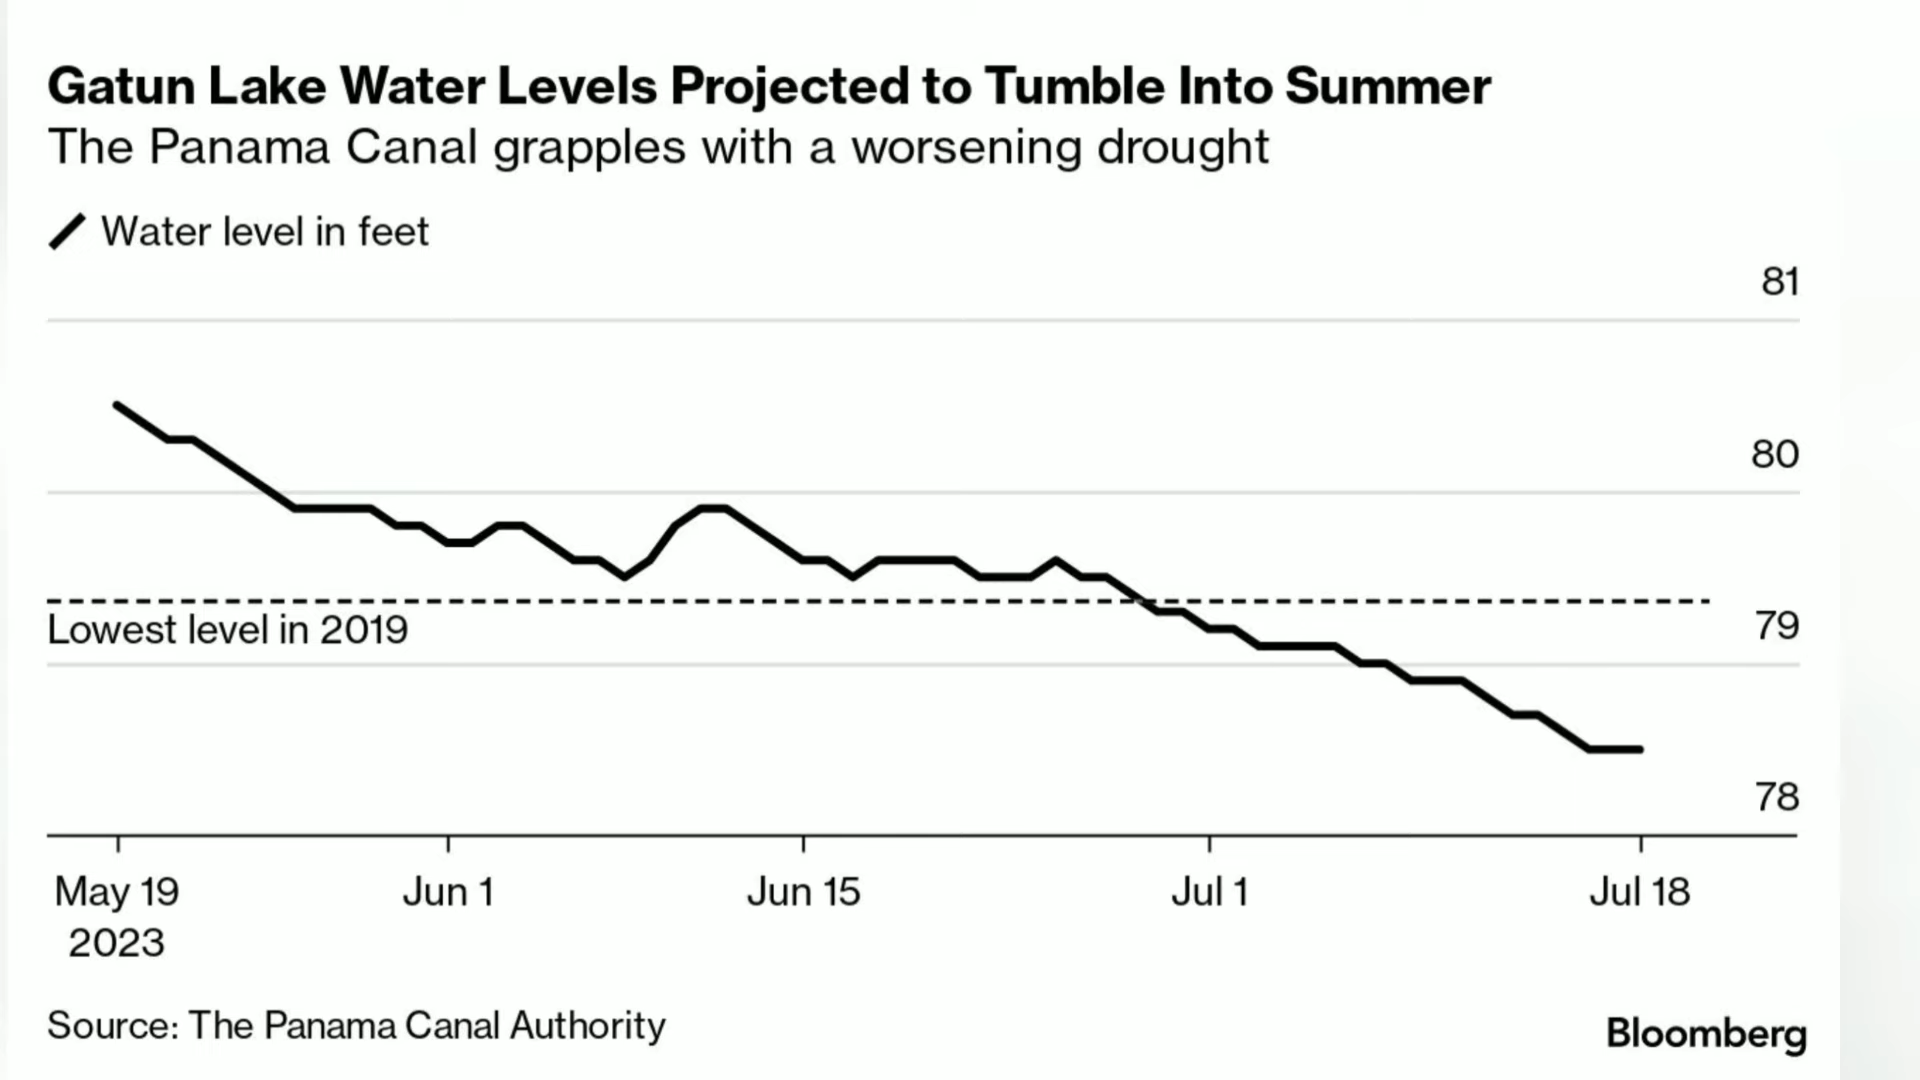 Gatun Lake Water Levels Projected to Tumble Into Summer
The Panama Canal grapples with a worsening drought
Water level in feet
81
80
79
Lowest level in 2019
78
May 19 Jun 1 Jun 15 Jul 1 Jul 18
2023
Source: The Panama Canal Authority
Bloomberg